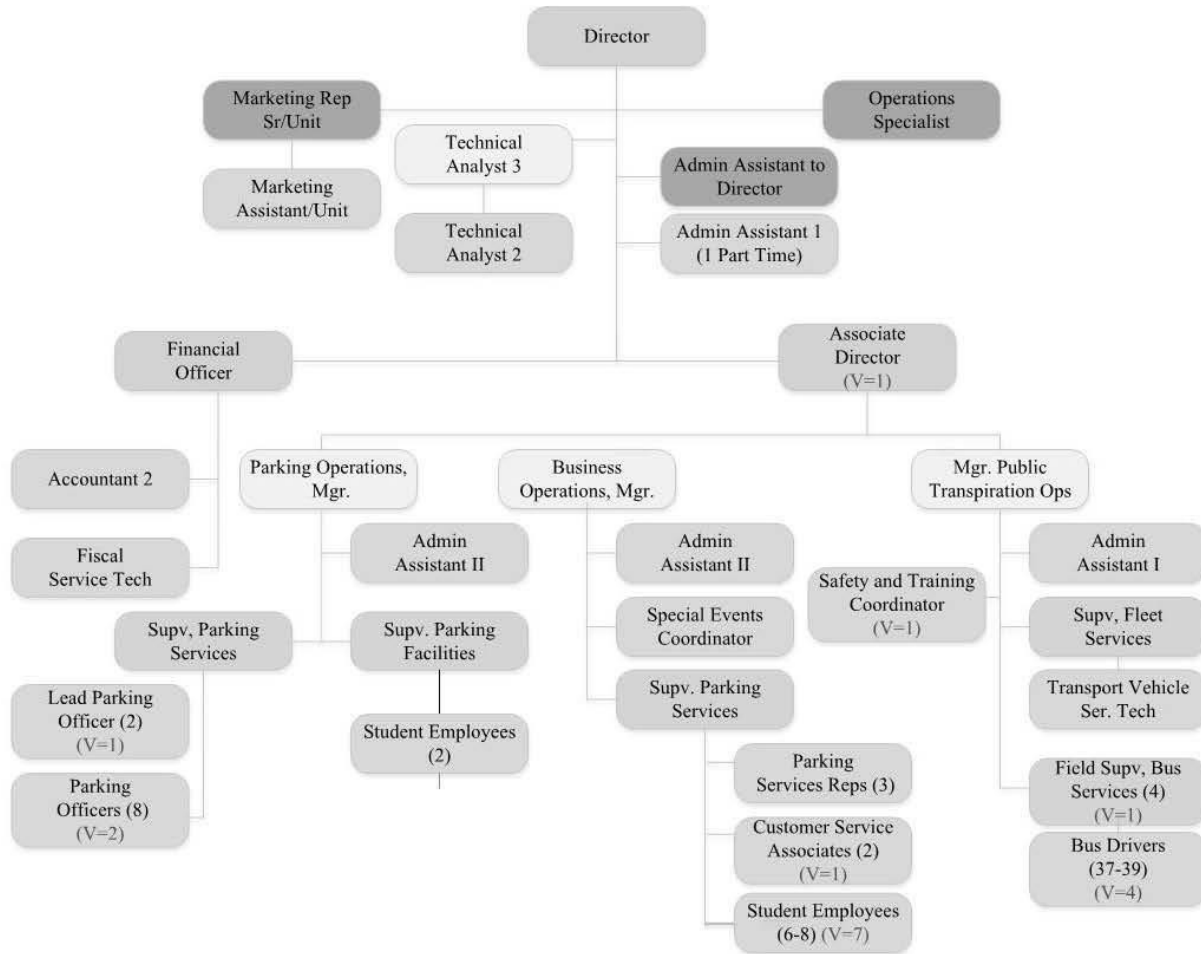 Director
Marketing Rep
Sr/Unit
Operations
Specialist
Technical
Analyst 3
Admin Assistant to
Director
Marketing
Assistant/Unit
Technical
Analyst 2
Admin Assistant 1
(1 Part Time)
Financial
Officer
Associate
Director
(V=1)
Accountant 2
Fiscal
Service Tech
Parking Operations,
Mgr.
Business
Operations, Mgr.
Mgr. Public
Transpiration Ops
Admin
Assistant II
Supv, Parking
Services
Supv. Parking
Facilities
Lead Parking
Officer (2)
(V=1)
Parking
Officers (8)
(V=2)
Student Employees
(2)
Admin
Assistant II
Special Events
Coordinator
Supv. Parking
Services
Parking
Services Reps (3)
Customer Service
Associates (2)
(V=1)
Student Employees
(6-8) (V=7)
Admin
Assistant I
Safety and Training
Coordinator
(V=1)
Supv, Fleet
Services
Transport Vehicle
Ser. Tech
Field Supv, Bus
Services (4)
(V=1)
Bus Drivers
(37-39)
(V=4)